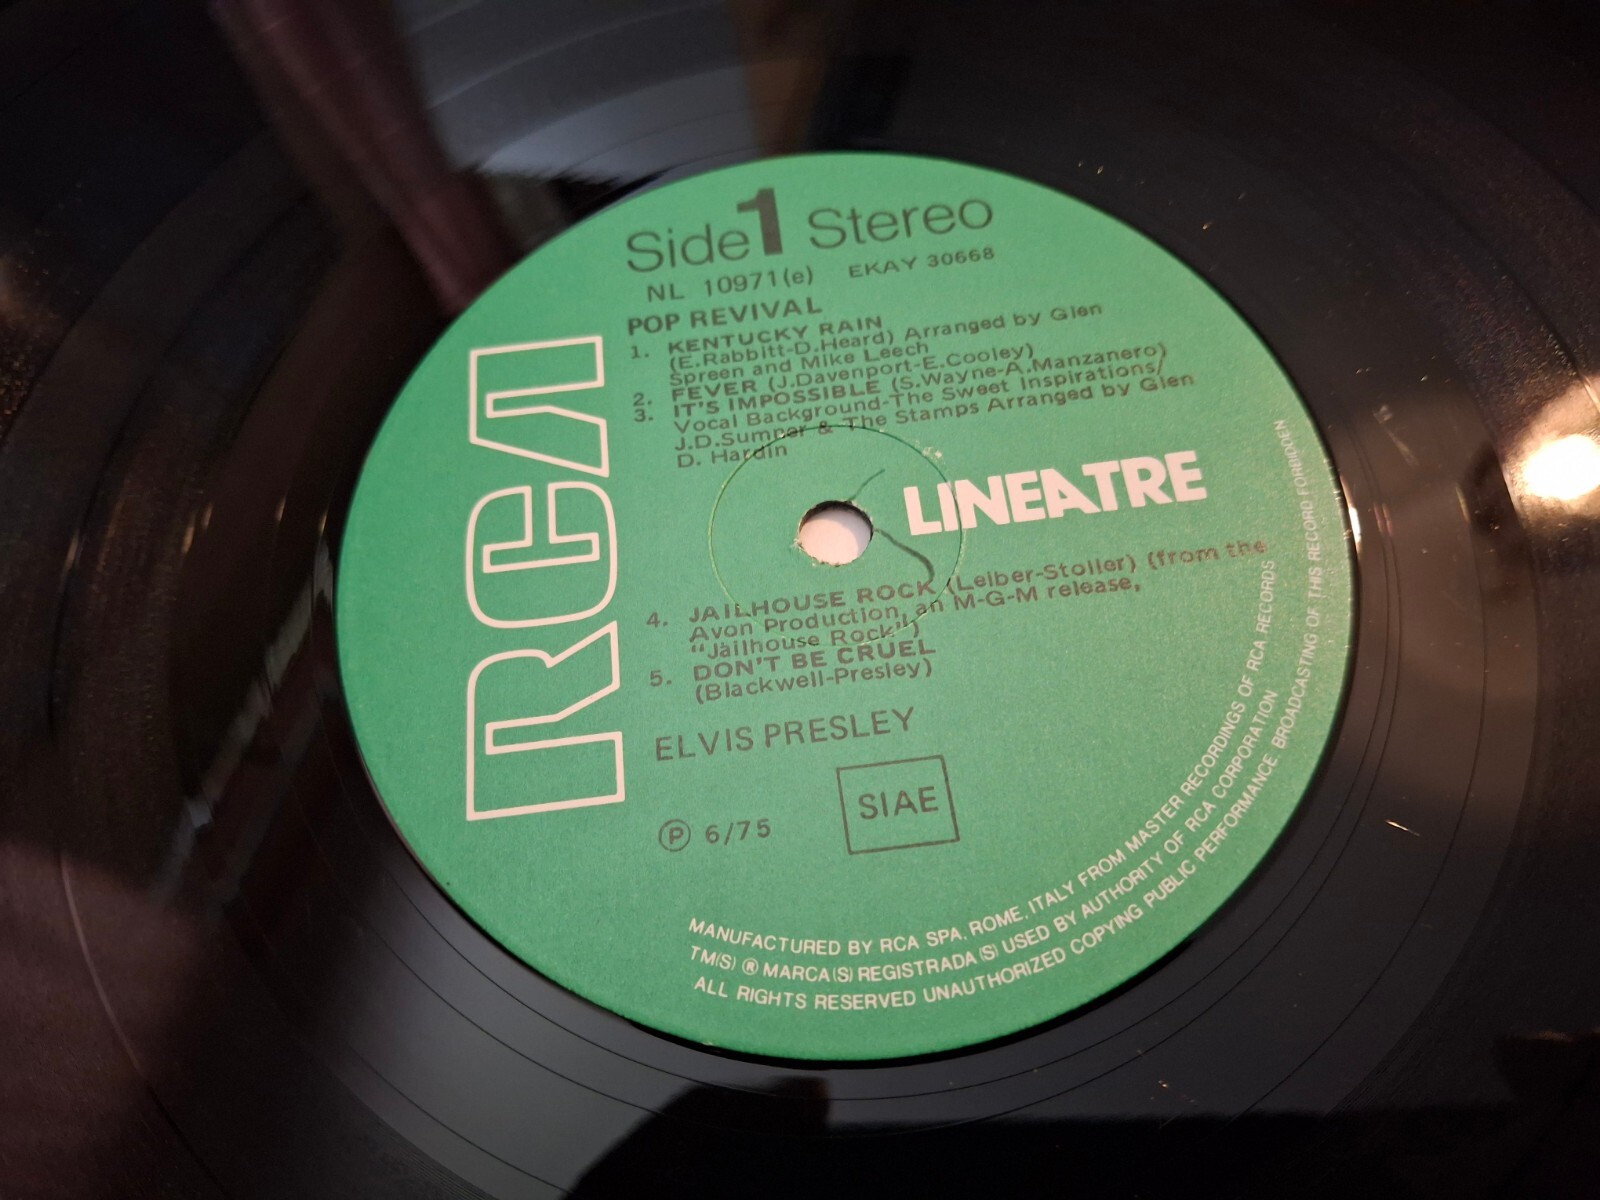 Side 1 Stereo
NL 10971(e) EKAY 30668
POP REVIVAL
1. KENTUCKY RAIN
(E.Rabbitt-D.Heard) Arranged by Glen
Spreen and Mike Leech
2. FEVER (J.Davenport-E.Cooley)
3. IT'S IMPOSSIBLE (S.Wayne-A.Manzanero)
Vocal Background-The Sweet Inspirations/
J.D.Sumner & The Stamps Arranged by Glen
D. Hardin
RCA
LINEATRE
4. JAILHOUSE ROCK (Leiber-Stoller) (from the
Avon Production, an M-G-M release,
"Jailhouse Rock")
5. DON'T BE CRUEL
(Blackwell-Presley)
ELVIS PRESLEY
Ⓟ 6/75
SIAE
MANUFACTURED BY RCA SPA, ROME, ITALY FROM MASTER RECORDINGS OF RCA RECORDS
TM(S) ® MARCA(S) REGISTRADA(S) USED BY AUTHORITY OF RCA CORPORATION
ALL RIGHTS RESERVED UNAUTHORIZED COPYING PUBLIC PERFORMANCE, BROADCASTING OF THIS RECORD FORBIDDEN